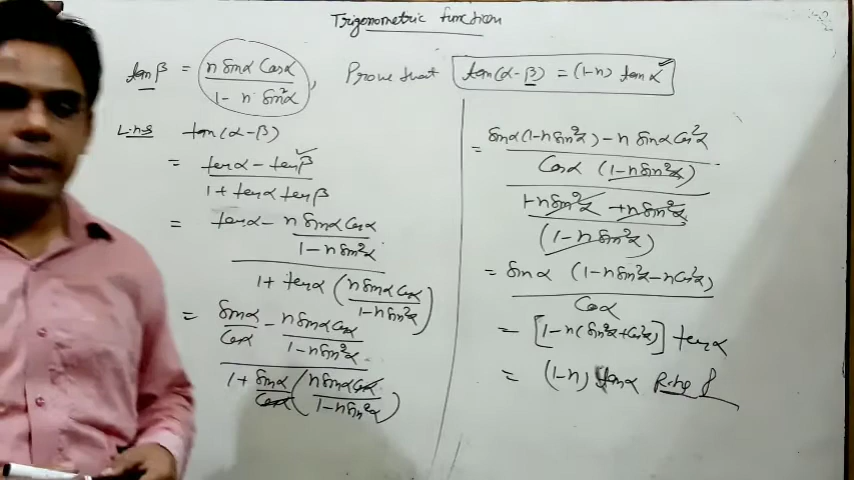 Trigonometric function
tan β = n sinα cosα / 1 - n sin²α , Prove that tan(α-β) = (1-n) tanα
L.H.S tan(α-β)
= tanα - tanβ / 1 + tanα tanβ
= tanα - n sinα cosα / 1 - n sin²α / 1 + tanα (n sinα cosα / 1 - n sin²α)
= sinα / cosα - n sinα cosα / 1 - n sin²α / 1 + sinα / cosα (n sinα cosα / 1 - n sin²α)
= sinα (1 - n sin²α) - n sinα cos²α / cosα (1 - n sin²α) / 1 - n sin²α + n sin²α / (1 - n sin²α)
= sinα (1 - n sin²α - n cos²α) / cosα
= [1 - n (sin²α + cos²α)] tanα
= (1-n) tanα R.h.s